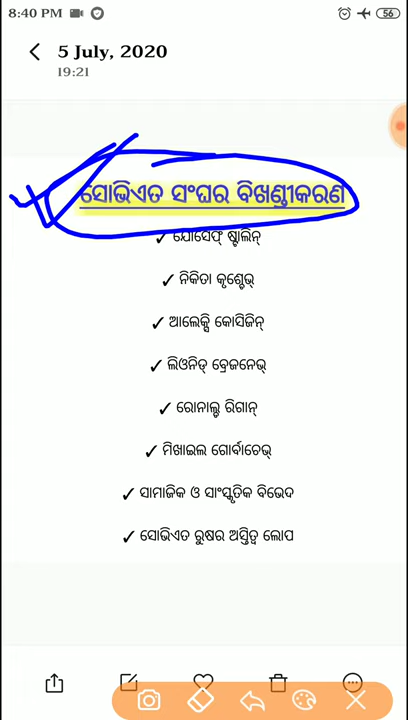 8:40 PM
56
5 July, 2020
19:21
ସୋଭିଏତ ସଂଘର ବିଖଣ୍ଡୀକରଣ
✓ ଯୋସେଫ୍ ଷ୍ଟାଲିନ୍
✓ ନିକିତା କୃଶ୍ଚେଭ୍
✓ ଆଲେକ୍ସି କୋସିଜିନ୍
✓ ଲିଓନିଡ୍ ବ୍ରେଜନେଭ୍
✓ ରୋନାଲ୍ଡ ରିଗାନ୍
✓ ମିଖାଇଲ ଗୋର୍ବାଚେଭ୍
✓ ସାମାଜିକ ଓ ସାଂସ୍କୃତିକ ବିଭେଦ
✓ ସୋଭିଏତ ରୁଷର ଅସ୍ତିତ୍ୱ ଲୋପ